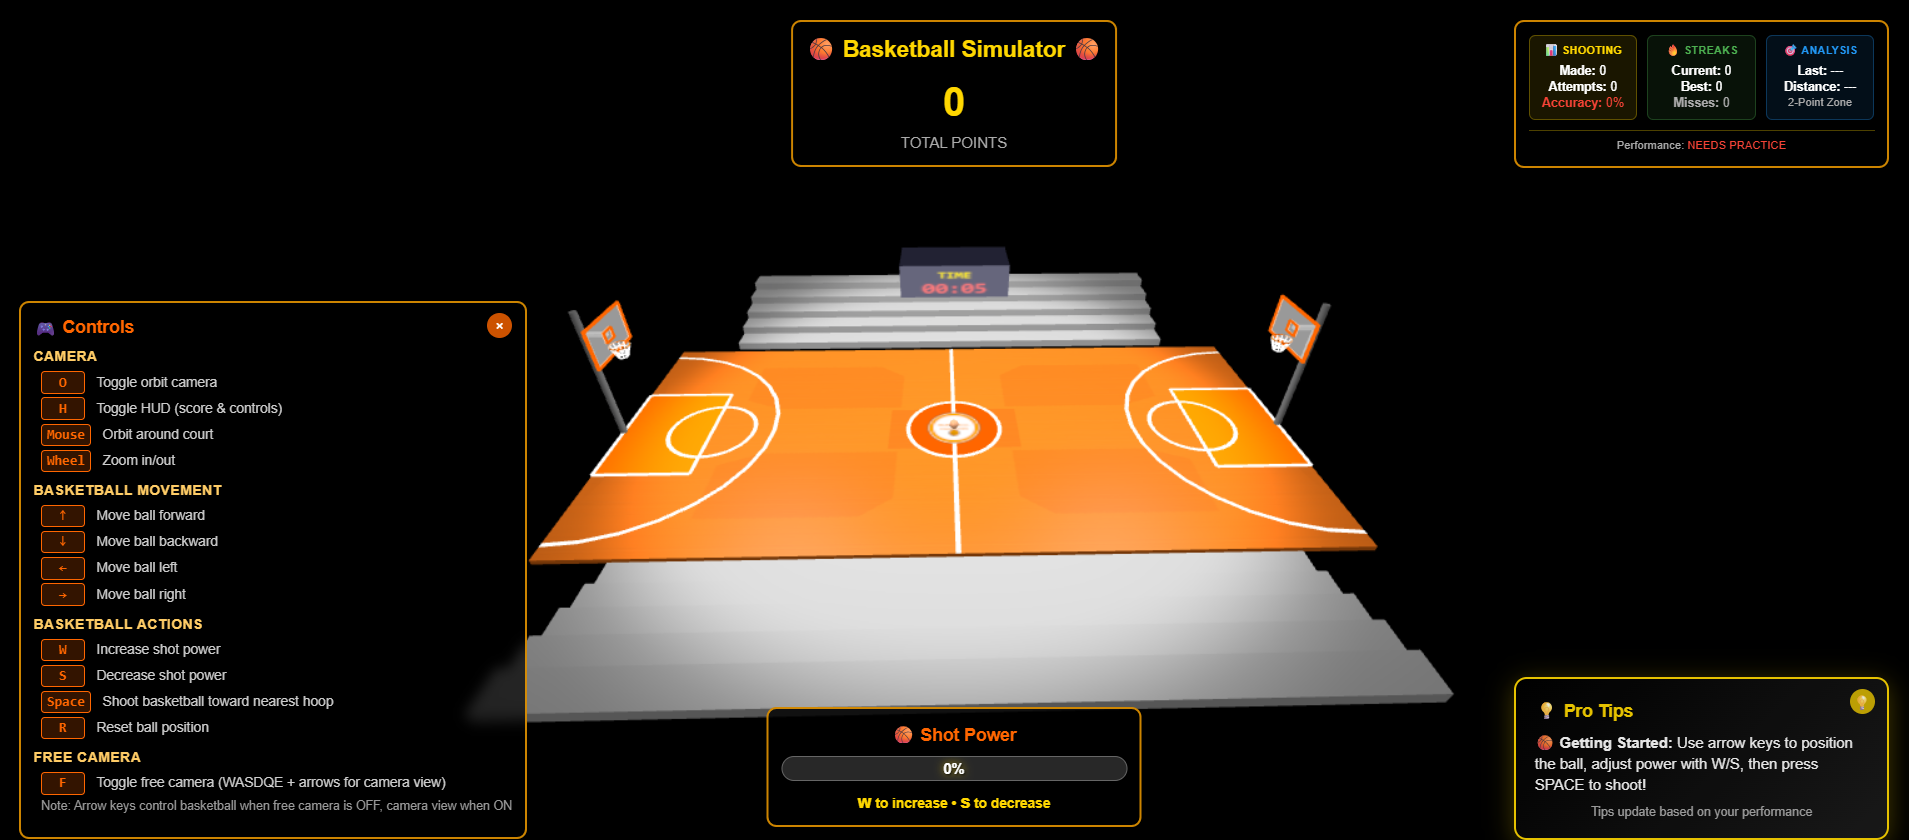 Basketball Simulator
0
TOTAL POINTS
SHOOTING
Made: 0
Attempts: 0
Accuracy: 0%
STREAKS
Current: 0
Best: 0
Misses: 0
ANALYSIS
Last: —
Distance: —
2-Point Zone
Performance: NEEDS PRACTICE
TIME
00:05
Controls
×
CAMERA
O Toggle orbit camera
H Toggle HUD (score & controls)
Mouse Orbit around court
Wheel Zoom in/out
BASKETBALL MOVEMENT
↑ Move ball forward
↓ Move ball backward
← Move ball left
→ Move ball right
BASKETBALL ACTIONS
W Increase shot power
S Decrease shot power
Space Shoot basketball toward nearest hoop
R Reset ball position
FREE CAMERA
F Toggle free camera (WASDQE + arrows for camera view)
Note: Arrow keys control basketball when free camera is OFF, camera view when ON
Shot Power
0%
W to increase • S to decrease
Pro Tips
Getting Started: Use arrow keys to position
the ball, adjust power with W/S, then press
SPACE to shoot!
Tips update based on your performance